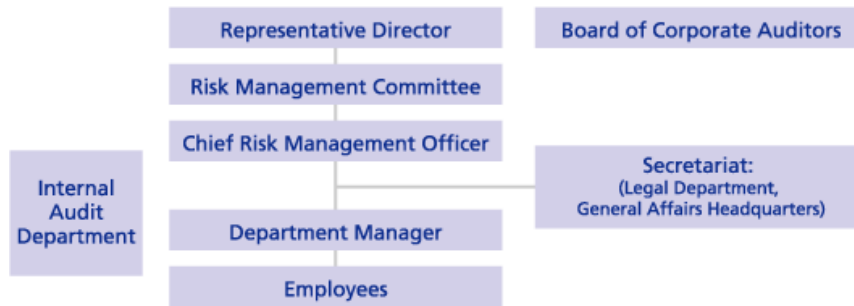 Representative Director
Board of Corporate Auditors
Risk Management Committee
Chief Risk Management Officer
Internal
Audit
Department
Secretariat:
(Legal Department,
General Affairs Headquarters)
Department Manager
Employees